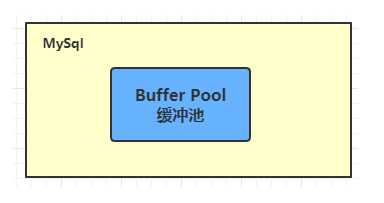 MySql
Buffer Pool
缓冲池